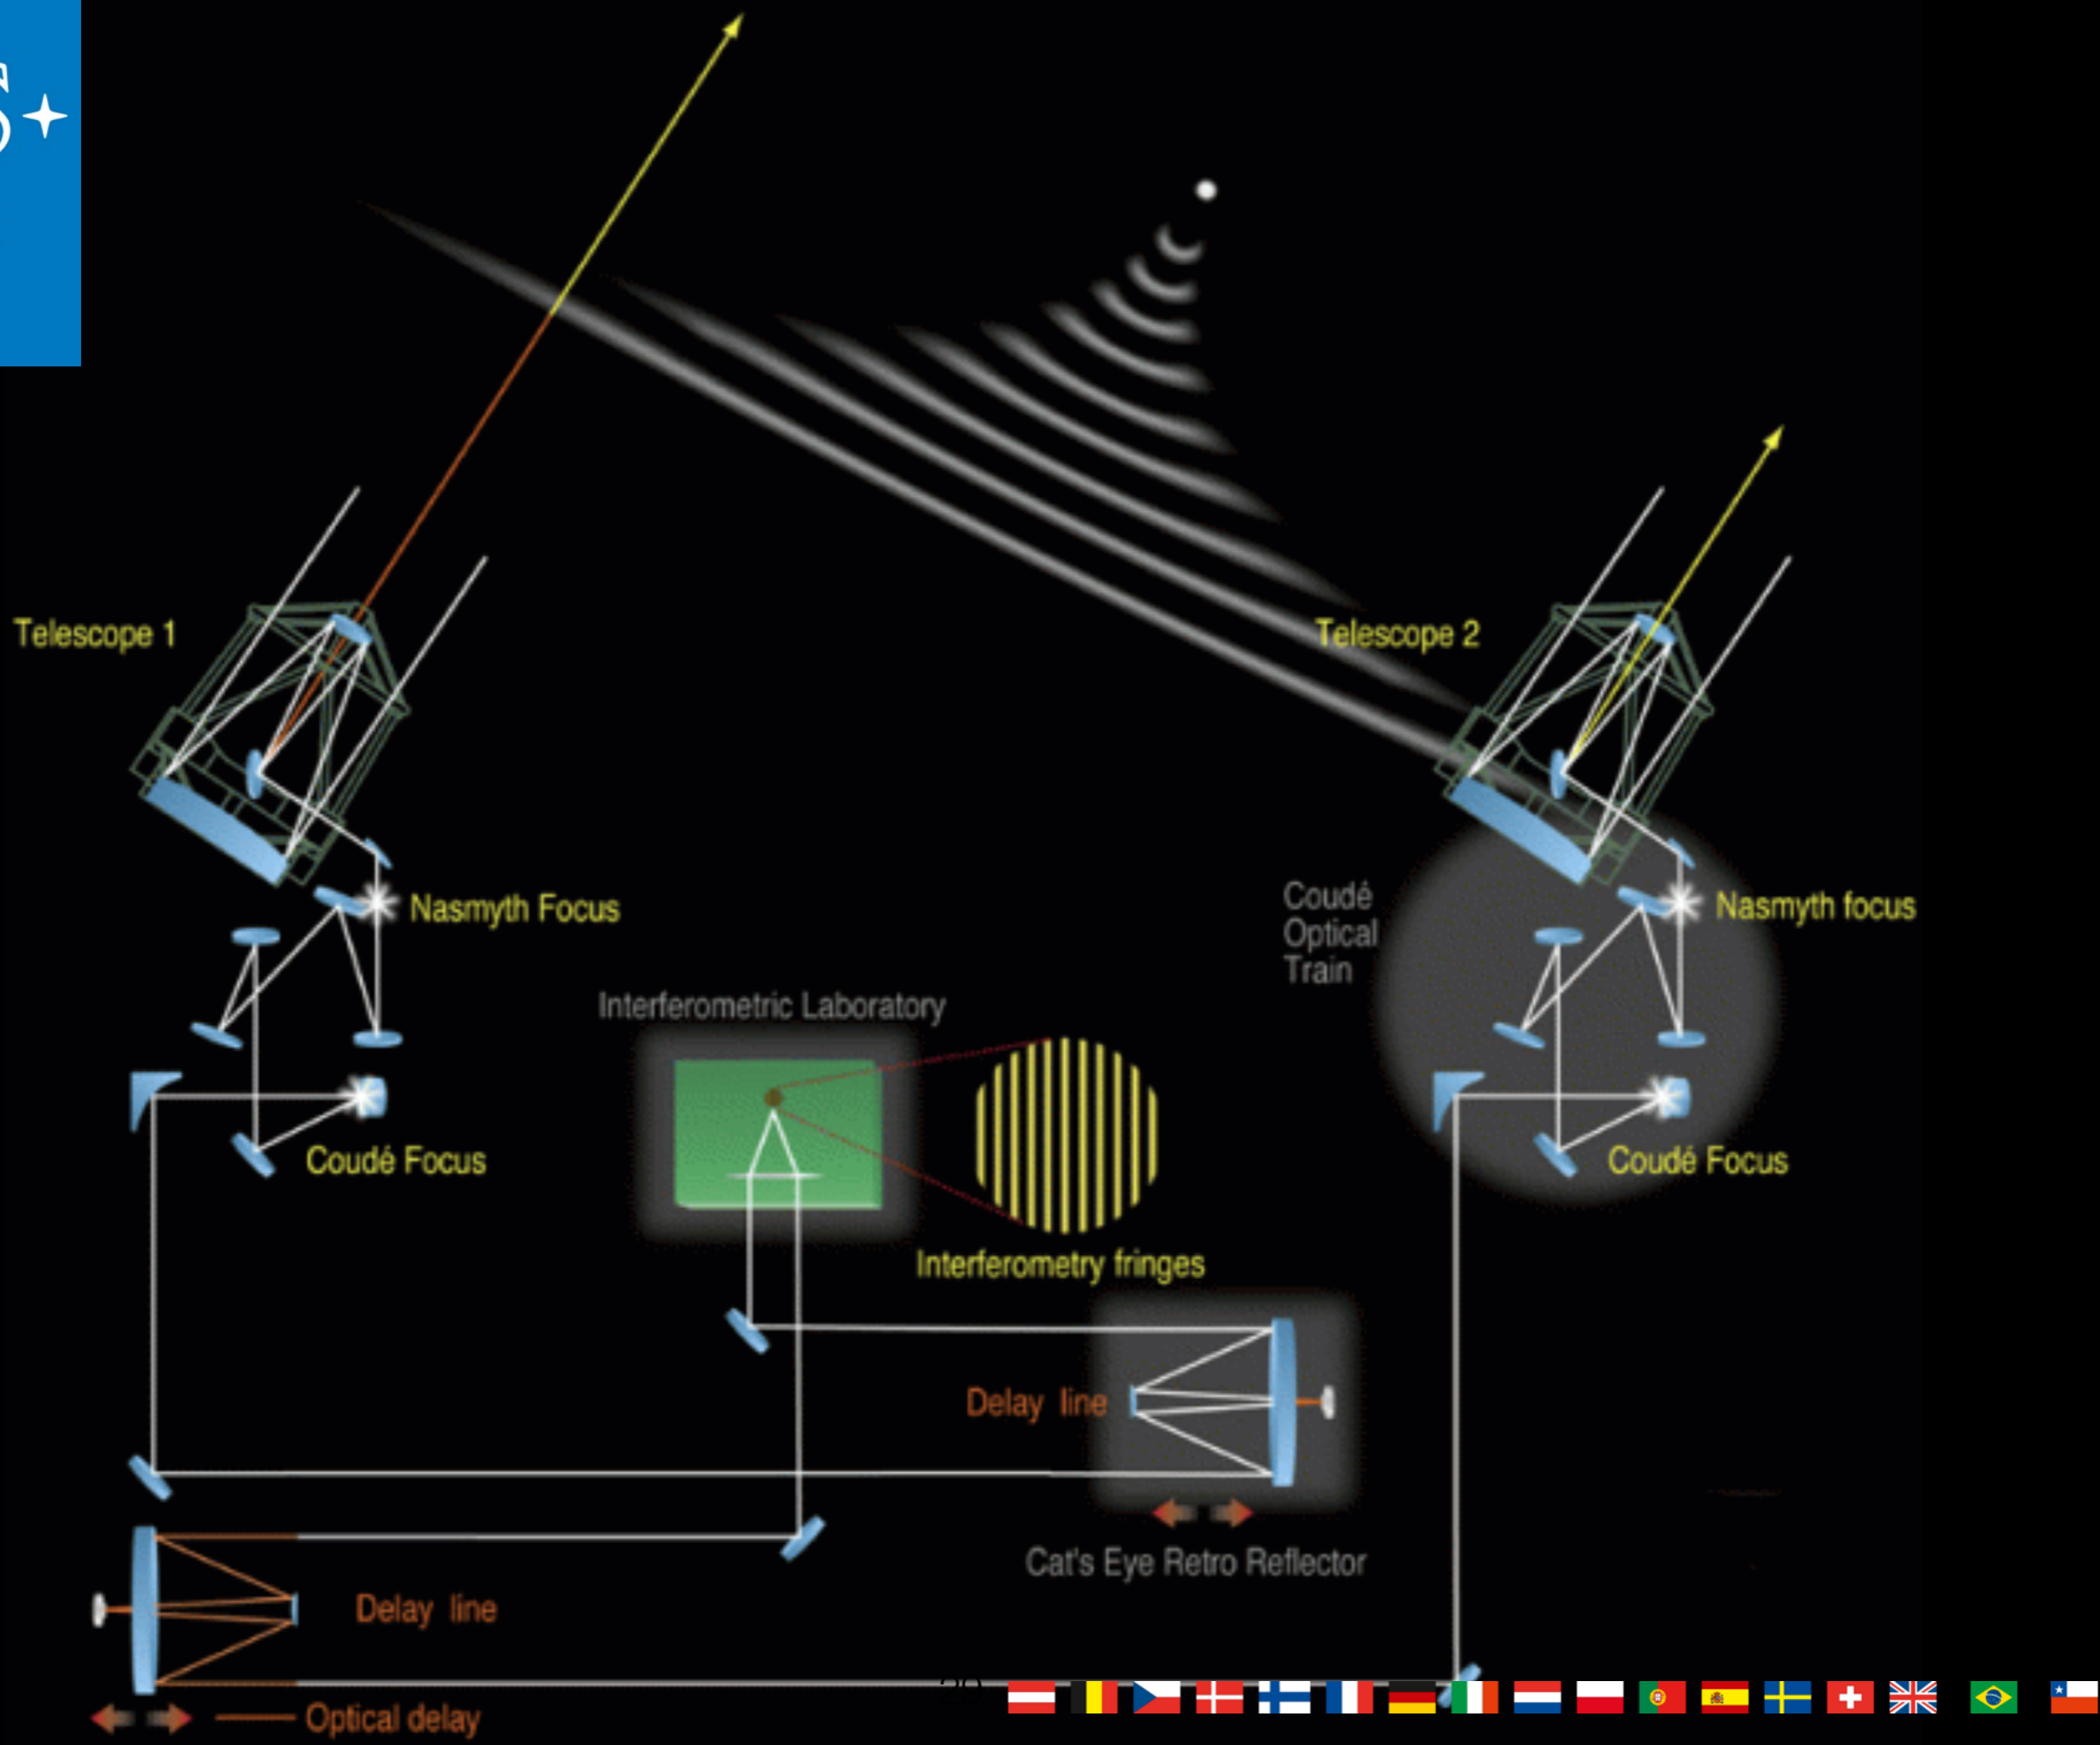 Telescope 1
Telescope 2
Nasmyth Focus
Coudé
Optical
Train
Nasmyth focus
Interferometric Laboratory
Coudé Focus
Coudé Focus
Interferometry fringes
Delay line
Cat's Eye Retro Reflector
Delay line
Optical delay